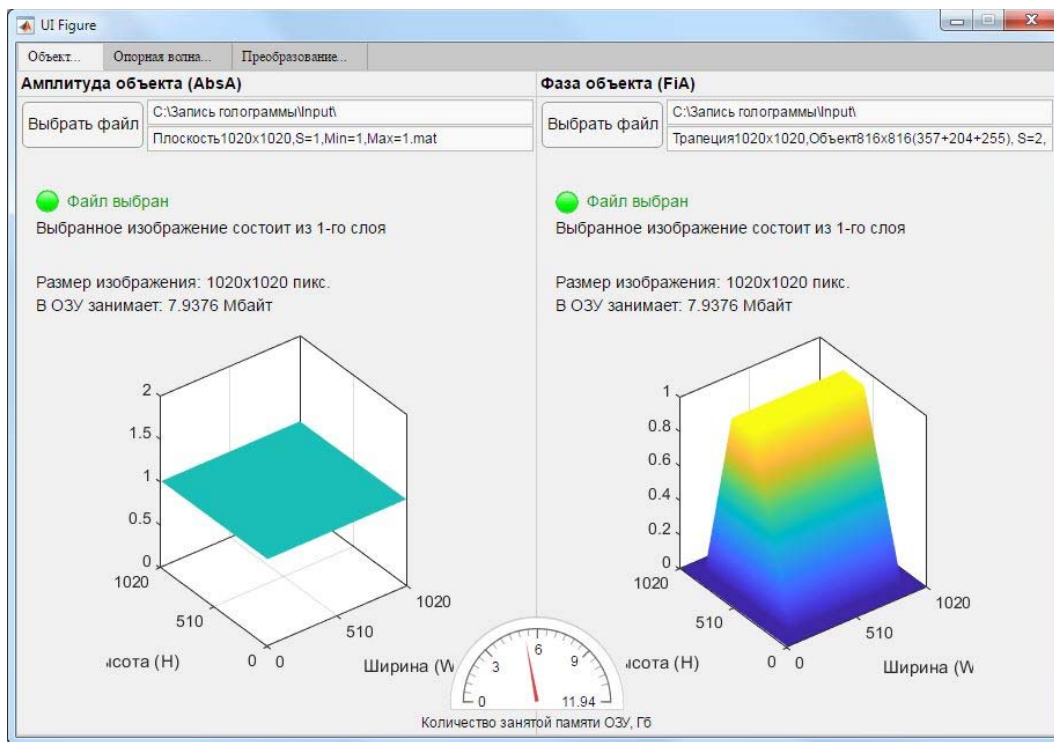 UI Figure
Объект...
Опорная волна...
Преобразование...
Амплитуда объекта (AbsA)
Выбрать файл
C:\Запись голограммы\Input\
Плоскость1020x1020,S=1,Min=1,Max=1.mat
Файл выбран
Выбранное изображение состоит из 1-го слоя
Размер изображения: 1020x1020 пикс.
В ОЗУ занимает: 7.9376 Мбайт
2
1.5
1
0.5
0
1020
510
0
0
510
1020
ысота (H)
Ширина (W
Фаза объекта (FiA)
Выбрать файл
C:\Запись голограммы\Input\
Трапеция1020x1020,Объект816x816(357+204+255), S=2,
Файл выбран
Выбранное изображение состоит из 1-го слоя
Размер изображения: 1020x1020 пикс.
В ОЗУ занимает: 7.9376 Мбайт
1
0.8
0.6
0.4
0.2
0
1020
510
0
0
510
1020
ысота (H)
Ширина (W
0
3
6
9
11.94
Количество занятой памяти ОЗУ, Гб